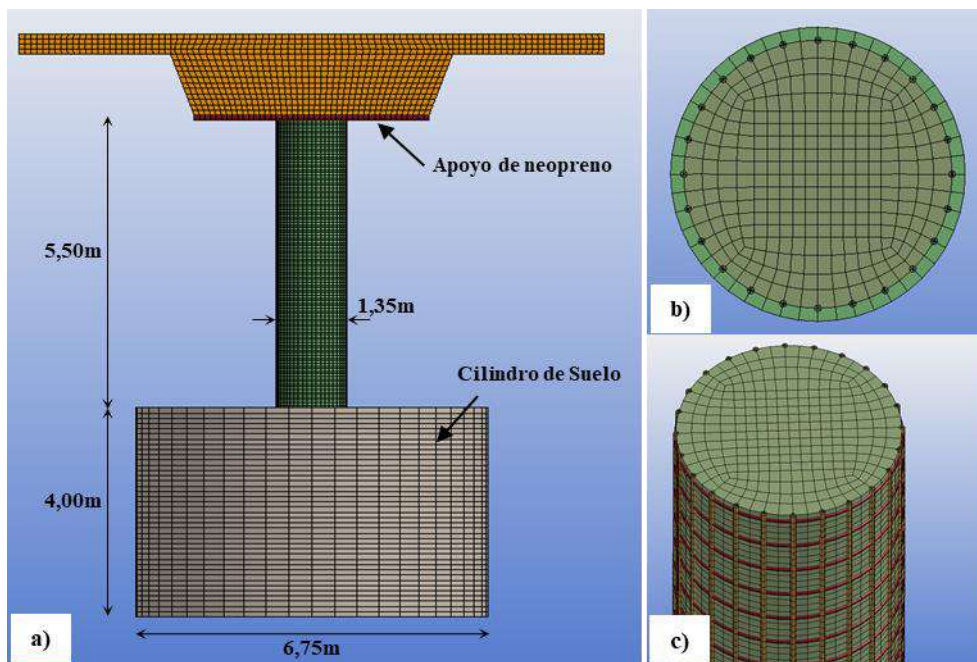 Apoyo de neopreno
5,50m
1,35m
Cilindro de Suelo
4,00m
6,75m
a)
b)
c)